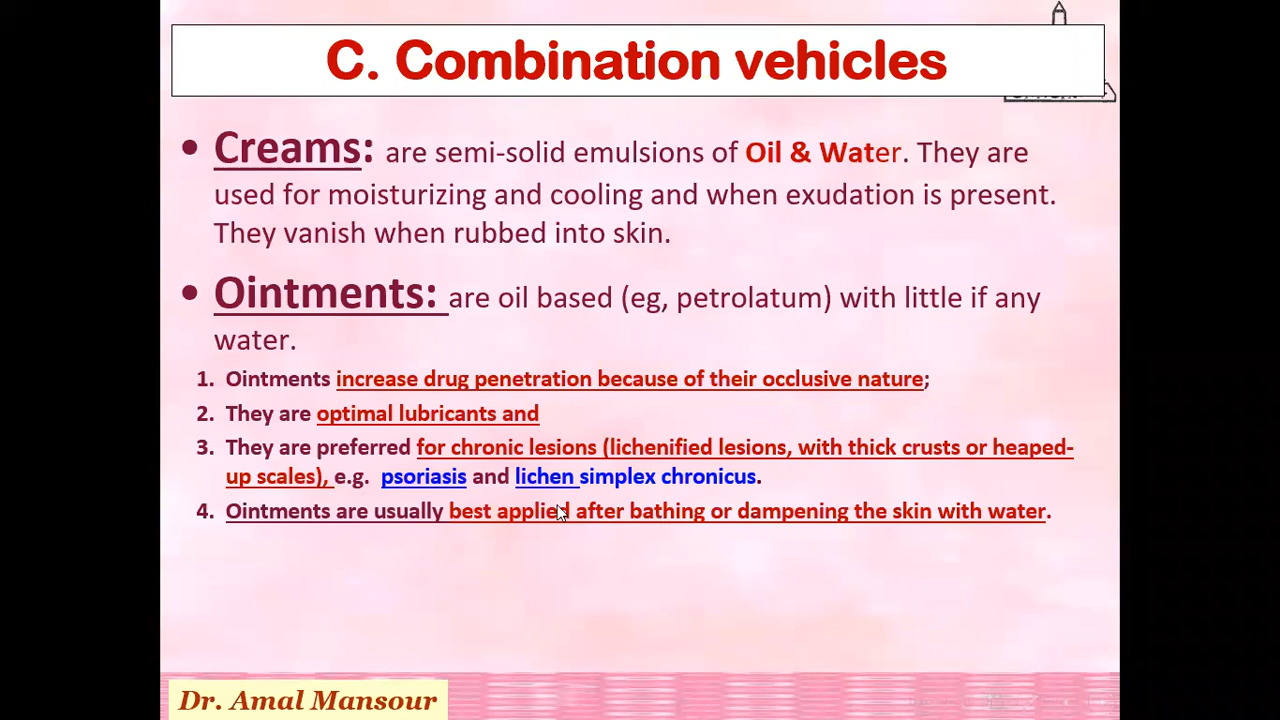 C. Combination vehicles
• Creams: are semi-solid emulsions of Oil & Water. They are
used for moisturizing and cooling and when exudation is present.
They vanish when rubbed into skin.
• Ointments: are oil based (eg, petrolatum) with little if any
water.
1. Ointments increase drug penetration because of their occlusive nature;
2. They are optimal lubricants and
3. They are preferred for chronic lesions (lichenified lesions, with thick crusts or heaped-
up scales), e.g. psoriasis and lichen simplex chronicus.
4. Ointments are usually best applied after bathing or dampening the skin with water.
Dr. Amal Mansour